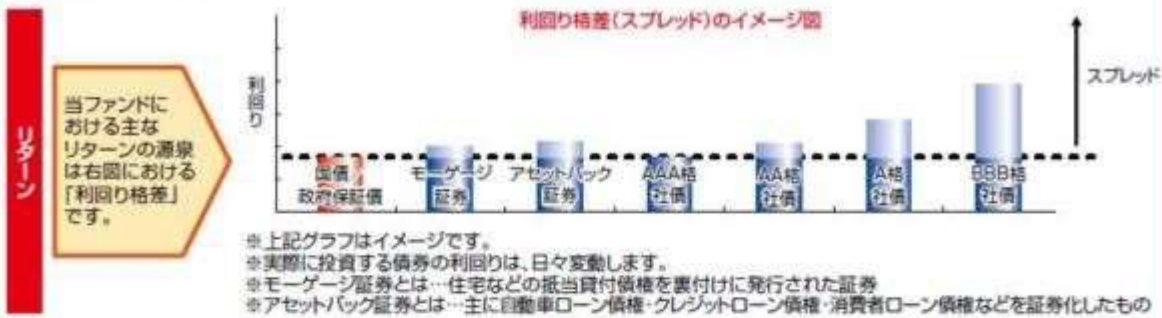 利回り格差(スプレッド)のイメージ図
リターン
当ファンドに
おける主な
リターンの源泉
は右図における
「利回り格差」
です。
利回り
スプレッド
国債
政府保証債
モーゲージ
証券
アセットバック
証券
AAA格
社債
AA格
社債
A格
社債
BBB格
社債
※上記グラフはイメージです。
※実際に投資する債券の利回りは、日々変動します。
※モーゲージ証券とは…住宅などの抵当貸付債権を裏付けに発行された証券
※アセットバック証券とは…主に自動車ローン債権・クレジットローン債権・消費者ローン債権などを証券化したもの